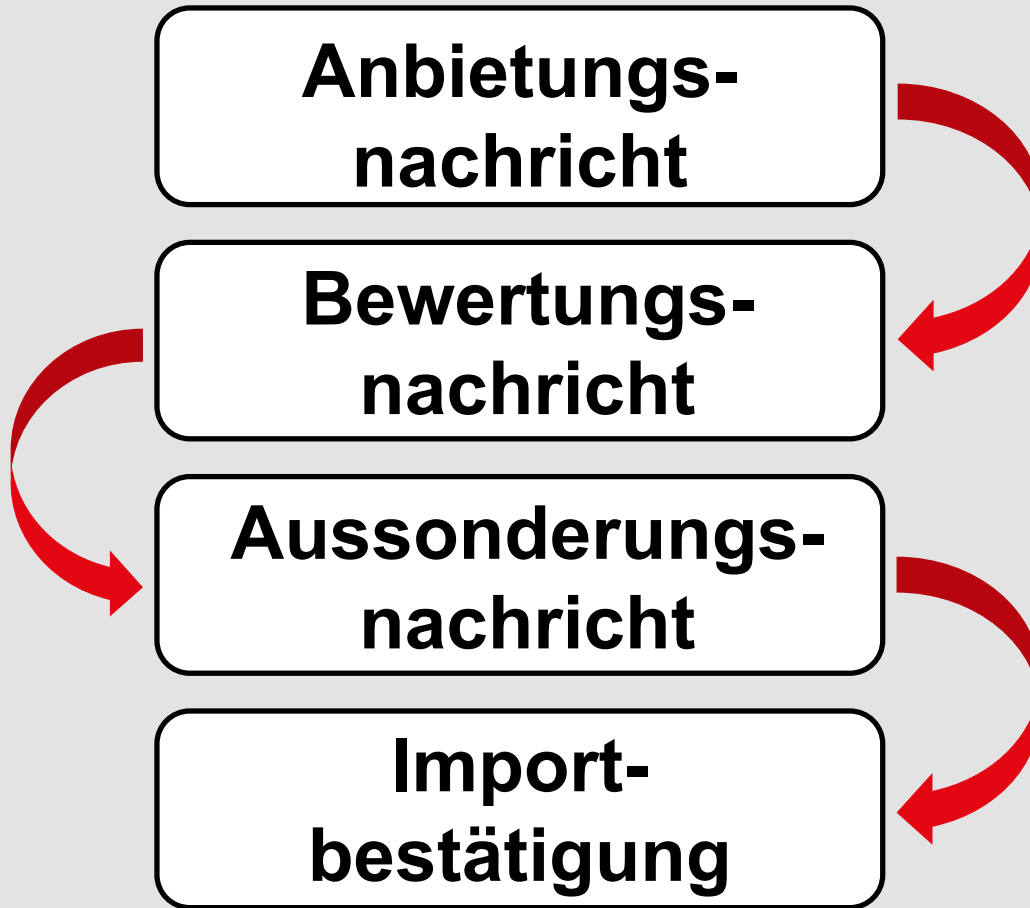 Anbietungs-
nachricht
Bewertungs-
nachricht
Aussonderungs-
nachricht
Import-
bestätigung